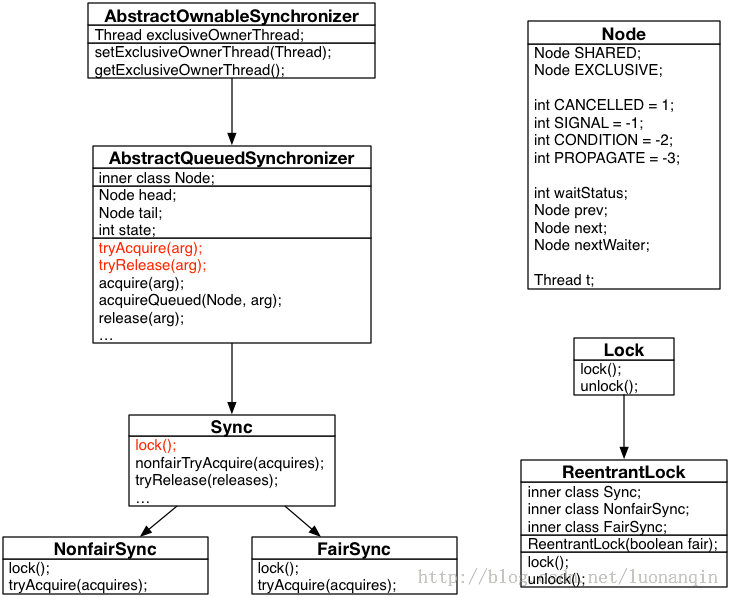 AbstractOwnableSynchronizer
Thread exclusiveOwnerThread;
setExclusiveOwnerThread(Thread);
getExclusiveOwnerThread();
AbstractQueuedSynchronizer
inner class Node;
Node head;
Node tail;
int state;
tryAcquire(arg);
tryRelease(arg);
acquire(arg);
acquireQueued(Node, arg);
release(arg);
...
Sync
lock();
nonfairTryAcquire(acquires);
tryRelease(releases);
...
NonfairSync
lock();
tryAcquire(acquires);
FairSync
lock();
tryAcquire(acquires);
Node
Node SHARED;
Node EXCLUSIVE;
int CANCELLED = 1;
int SIGNAL = -1;
int CONDITION = -2;
int PROPAGATE = -3;
int waitStatus;
Node prev;
Node next;
Node nextWaiter;
Thread t;
Lock
lock();
unlock();
ReentrantLock
inner class Sync;
inner class NonfairSync;
inner class FairSync;
ReentrantLock(boolean fair);
lock();
unlock();
http://blog.csdn.net/luonanqin